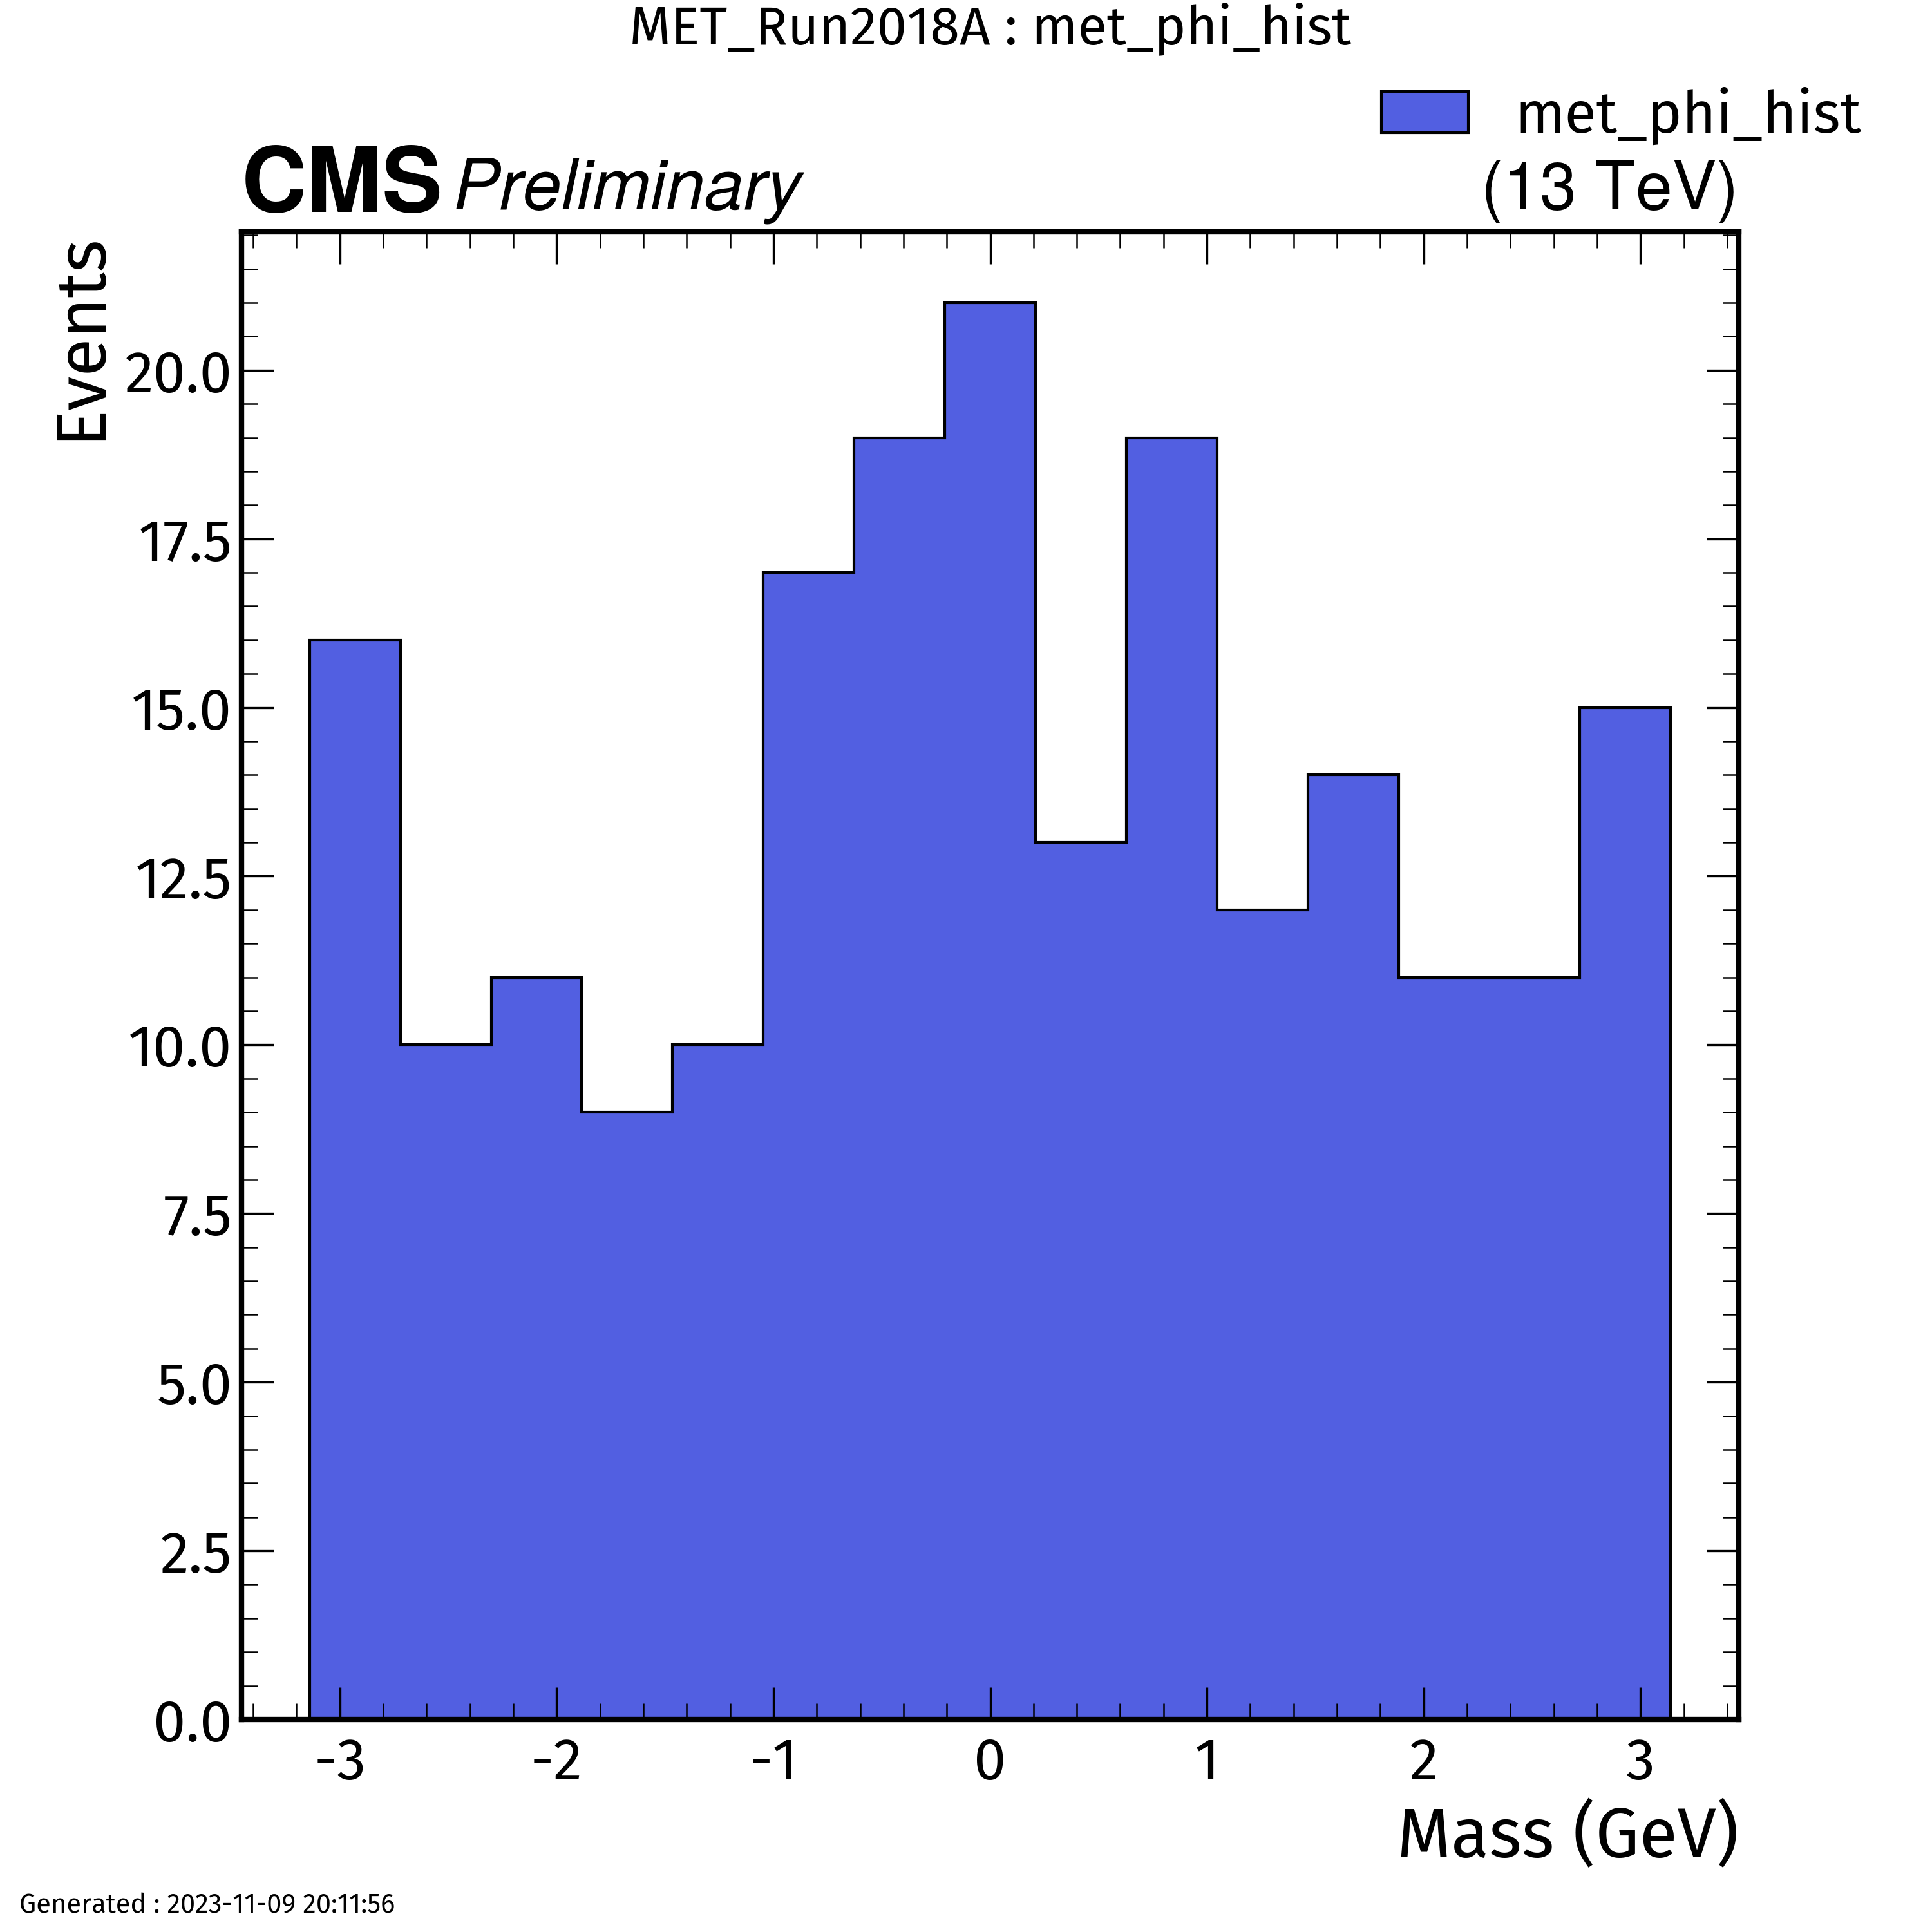 MET_Run2018A : met_phi_hist
met_phi_hist
CMS Preliminary (13 TeV)
Events
20.0
17.5
15.0
12.5
10.0
7.5
5.0
2.5
0.0
-3 -2 -1 0 1 2 3
Mass (GeV)
Generated : 2023-11-09 20:11:56